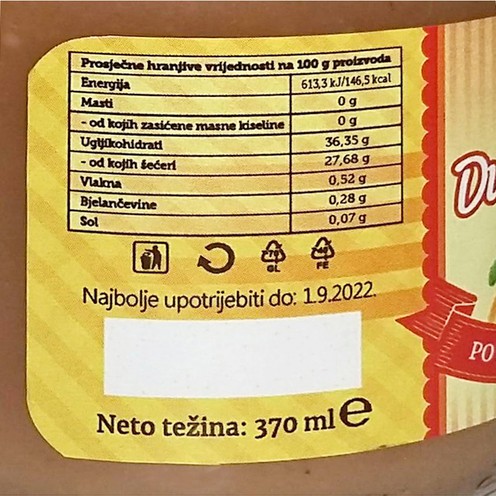 Prosječne hranjive vrijednosti na 100 g proizvoda
Energija 613,3 kJ/146,5 kcal
Masti 0 g
- od kojih zasićene masne kiseline 0 g
Ugljikohidrati 36,35 g
- od kojih šećeri 27,68 g
Vlakna 0,52 g
Bjelančevine 0,28 g
Sol 0,07 g
70 40
GL FE
Najbolje upotrijebiti do: 1.9.2022.
Neto težina: 370 ml e
PO